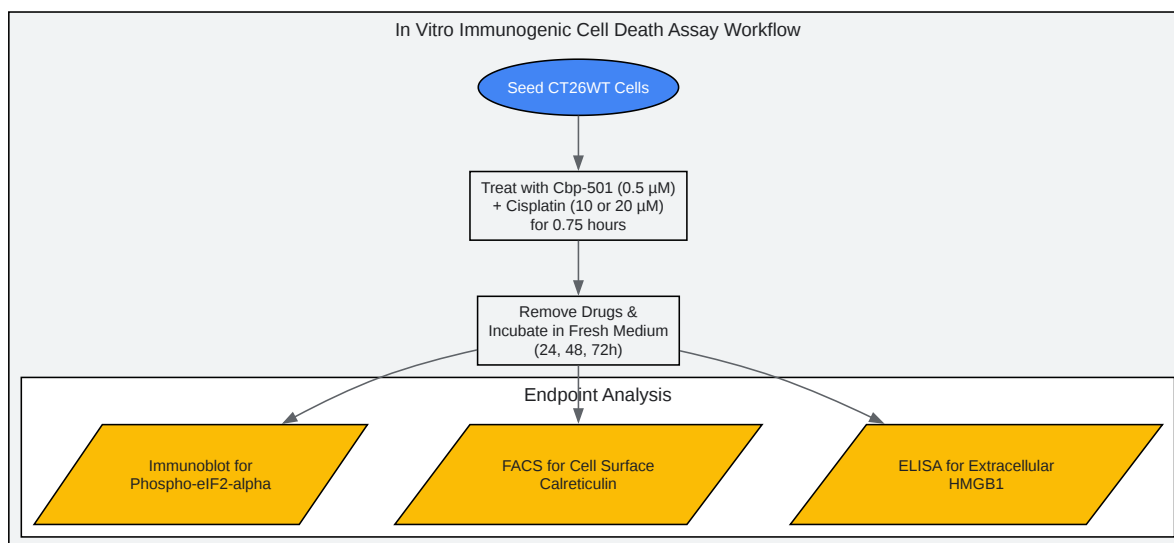 In Vitro Immunogenic Cell Death Assay Workflow
Seed CT26WT Cells
Treat with Cbp-501 (0.5 µM)
+ Cisplatin (10 or 20 µM)
for 0.75 hours
Remove Drugs &
Incubate in Fresh Medium
(24, 48, 72h)
Endpoint Analysis
Immunoblot for
Phospho-eIF2-alpha
FACS for Cell Surface
Calreticulin
ELISA for Extracellular
HMGB1